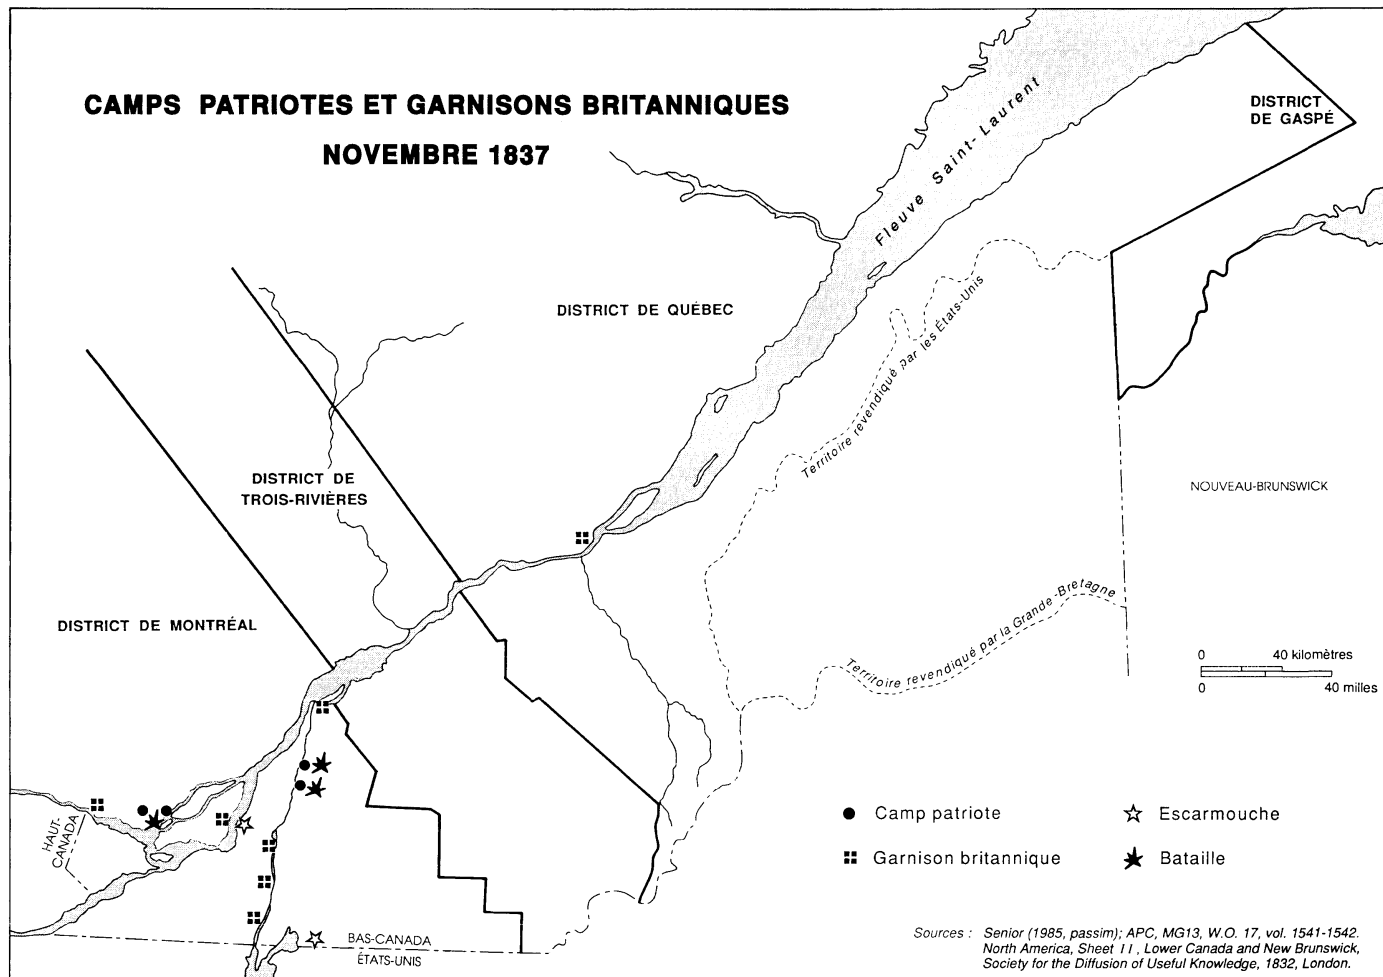 CAMPS PATRIOTES ET GARNISONS BRITANNIQUES
NOVEMBRE 1837
Fleuve Saint-Laurent
DISTRICT
DE GASPÉ
DISTRICT DE QUÉBEC
Territoire revendiqué par les États-Unis
DISTRICT DE
TROIS-RIVIÈRES
NOUVEAU-BRUNSWICK
DISTRICT DE MONTRÉAL
Territoire revendiqué par la Grande-Bretagne
0 40 kilomètres
0 40 milles
HAUT-
CANADA
Camp patriote
Escarmouche
Garnison britannique
Bataille
BAS-CANADA
ÉTATS-UNIS
Sources : Senior (1985, passim); APC, MG13, W.O. 17, vol. 1541-1542.
North America, Sheet II, Lower Canada and New Brunswick,
Society for the Diffusion of Useful Knowledge, 1832, London.